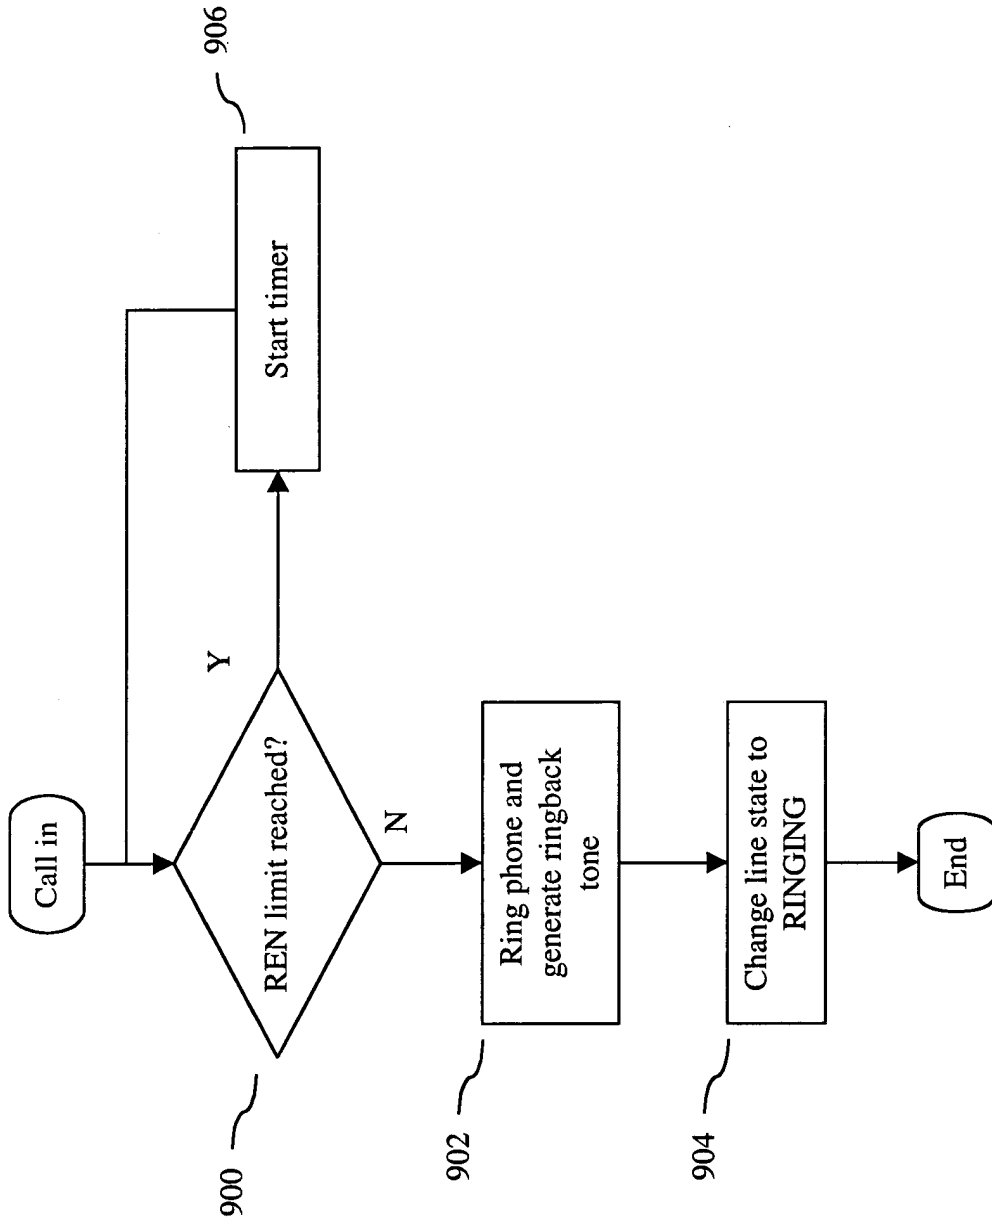 Call in
REN limit reached?
900
Y
Start timer
906
N
Ring phone and
generate ringback
tone
902
Change line state to
RINGING
904
End